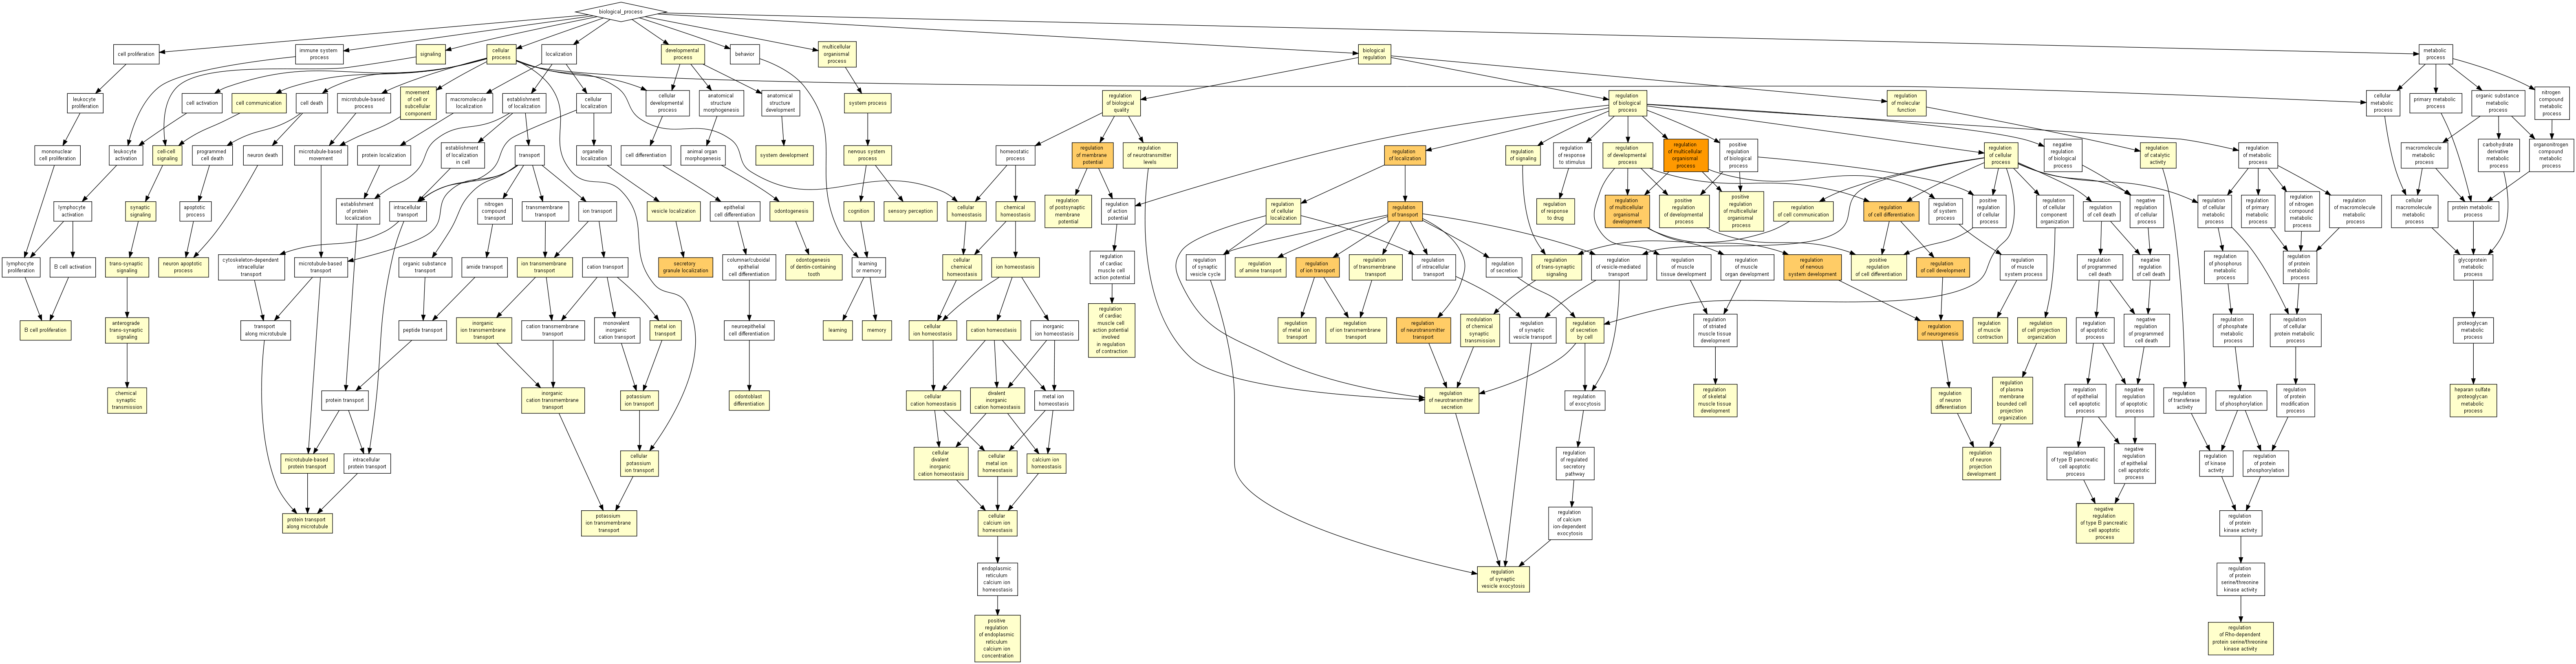 biological_process
cell proliferation
immune system
process
signaling
cellular
process
localization
developmental
process
behavior
multicellular
organismal
process
biological
regulation
metabolic
process
leukocyte
proliferation
cell activation
cell communication
cell death
microtubule-based
process
movement
of cell or
subcellular
component
macromolecule
localization
establishment
of localization
cellular
localization
cellular
developmental
process
anatomical
structure
morphogenesis
anatomical
structure
development
system process
regulation
of biological
quality
regulation
of biological
process
regulation
of molecular
function
cellular
metabolic
process
primary metabolic
process
organic substance
metabolic
process
nitrogen
compound
metabolic
process
mononuclear
cell proliferation
leukocyte
activation
cell-cell
signaling
programmed
cell death
neuron death
microtubule-based
movement
protein localization
establishment
of localization
in cell
transport
organelle
localization
cell differentiation
animal organ
morphogenesis
system development
nervous system
process
homeostatic
process
regulation
of membrane
potential
regulation
of neurotransmitter
levels
regulation
of localization
regulation
of signaling
regulation
of response
to stimulus
regulation
of developmental
process
regulation
of multicellular
organismal
process
positive
regulation
of biological
process
regulation
of cellular
process
negative
regulation
of biological
process
regulation
of catalytic
activity
regulation
of metabolic
process
macromolecule
metabolic
process
carbohydrate
derivative
metabolic
process
organonitrogen
compound
metabolic
process
lymphocyte
activation
synaptic
signaling
apoptotic
process
establishment
of protein
localization
intracellular
transport
nitrogen
compound
transport
transmembrane
transport
ion transport
vesicle localization
epithelial
cell differentiation
odontogenesis
cognition
sensory perception
cellular
homeostasis
chemical
homeostasis
regulation
of postsynaptic
membrane
potential
regulation
of action
potential
regulation
of cellular
localization
regulation
of transport
regulation
of response
to drug
regulation
of multicellular
organismal
development
positive
regulation
of developmental
process
positive
regulation
of multicellular
organismal
process
regulation
of cell communication
regulation
of cell differentiation
regulation
of system
process
positive
regulation
of cellular
process
regulation
of cellular
component
organization
regulation
of cell death
negative
regulation
of cellular
process
regulation
of cellular
metabolic
process
regulation
of primary
metabolic
process
regulation
of nitrogen
compound
metabolic
process
regulation
of macromolecule
metabolic
process
cellular
macromolecule
metabolic
process
protein metabolic
process
lymphocyte
proliferation
B cell activation
trans-synaptic
signaling
neuron apoptotic
process
cytoskeleton-dependent
intracellular
transport
microtubule-based
transport
organic substance
transport
amide transport
ion transmembrane
transport
cation transport
secretory
granule localization
columnar/cuboidal
epithelial
cell differentiation
odontogenesis
of dentin-containing
tooth
learning
or memory
cellular
chemical
homeostasis
ion homeostasis
regulation
of cardiac
muscle cell
action potential
regulation
of synaptic
vesicle cycle
regulation
of amine transport
regulation
of ion transport
regulation
of transmembrane
transport
regulation
of intracellular
transport
regulation
of secretion
regulation
of trans-synaptic
signaling
regulation
of vesicle-mediated
transport
regulation
of muscle
tissue development
regulation
of muscle
organ development
regulation
of nervous
system development
positive
regulation
of cell differentiation
regulation
of cell development
regulation
of muscle
system process
regulation
of programmed
cell death
negative
regulation
of cell death
regulation
of phosphorus
metabolic
process
regulation
of protein
metabolic
process
glycoprotein
metabolic
process
B cell proliferation
anterograde
trans-synaptic
signaling
transport
along microtubule
peptide transport
inorganic
ion transmembrane
transport
cation transmembrane
transport
monovalent
inorganic
cation transport
metal ion
transport
neuroepithelial
cell differentiation
learning
memory
cellular
ion homeostasis
cation homeostasis
inorganic
ion homeostasis
regulation
of cardiac
muscle cell
action potential
involved
in regulation
of contraction
regulation
of metal ion
transport
regulation
of ion transmembrane
transport
regulation
of neurotransmitter
transport
modulation
of chemical
synaptic
transmission
regulation
of synaptic
vesicle transport
regulation
of secretion
by cell
regulation
of striated
muscle tissue
development
regulation
of neurogenesis
regulation
of muscle
contraction
regulation
of cell projection
organization
regulation
of apoptotic
process
negative
regulation
of programmed
cell death
regulation
of phosphate
metabolic
process
regulation
of cellular
protein metabolic
process
proteoglycan
metabolic
process
chemical
synaptic
transmission
protein transport
inorganic
cation transmembrane
transport
potassium
ion transport
odontoblast
differentiation
cellular
cation homeostasis
divalent
inorganic
cation homeostasis
metal ion
homeostasis
regulation
of neurotransmitter
secretion
regulation
of exocytosis
regulation
of skeletal
muscle tissue
development
regulation
of neuron
differentiation
regulation
of plasma
membrane
bounded cell
projection
organization
regulation
of epithelial
cell apoptotic
process
negative
regulation
of apoptotic
process
regulation
of transferase
activity
regulation
of phosphorylation
regulation
of protein
modification
process
heparan sulfate
proteoglycan
metabolic
process
microtubule-based
protein transport
intracellular
protein transport
cellular
potassium
ion transport
cellular
divalent
inorganic
cation homeostasis
cellular
metal ion
homeostasis
calcium ion
homeostasis
regulation
of regulated
secretory
pathway
regulation
of neuron
projection
development
regulation
of type B pancreatic
cell apoptotic
process
negative
regulation
of epithelial
cell apoptotic
process
regulation
of kinase
activity
regulation
of protein
phosphorylation
protein transport
along microtubule
potassium
ion transmembrane
transport
cellular
calcium ion
homeostasis
regulation
of calcium
ion-dependent
exocytosis
negative
regulation
of type B pancreatic
cell apoptotic
process
regulation
of protein
kinase activity
endoplasmic
reticulum
calcium ion
homeostasis
regulation
of synaptic
vesicle exocytosis
regulation
of protein
serine/threonine
kinase activity
positive
regulation
of endoplasmic
reticulum
calcium ion
concentration
regulation
of Rho-dependent
protein serine/threonine
kinase activity